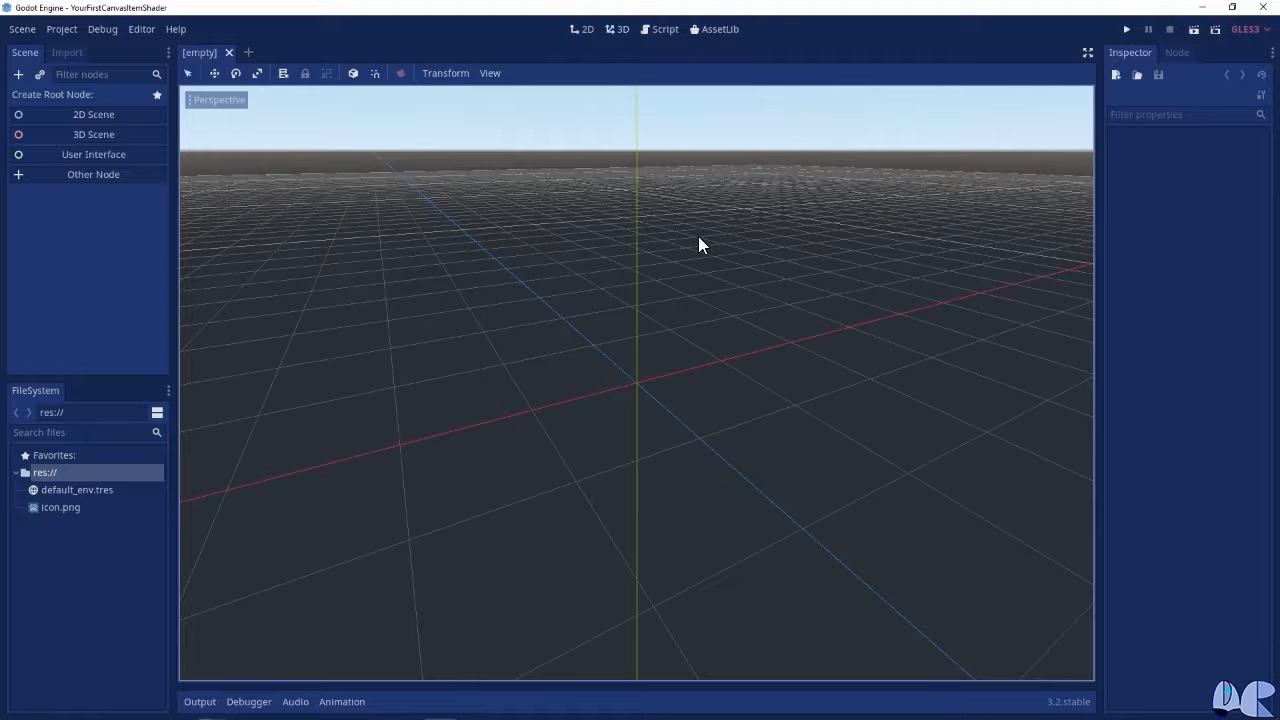 Godot Engine - YourFirstCanvasItemShader
Scene Project Debug Editor Help
2D 3D Script AssetLib
GLES3
Scene Import
[empty]
Inspector Node
Filter nodes
Transform View
Create Root Node:
Perspective
2D Scene
Filter properties
3D Scene
User Interface
Other Node
FileSystem
res://
Search files
Favorites:
res://
default_env.tres
icon.png
Output Debugger Audio Animation
3.2.stable